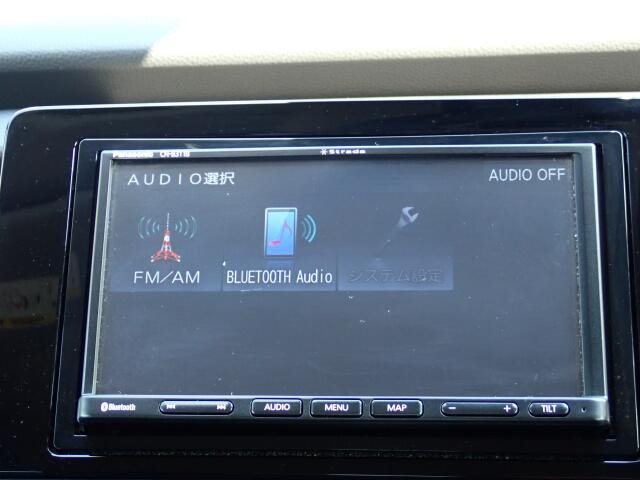 Panasonic
Strada
AUDIO選択
AUDIO OFF
FM/AM
BLUETOOTH Audio
システム設定
Bluetooth
AUDIO
MENU
MAP
− +
TILT